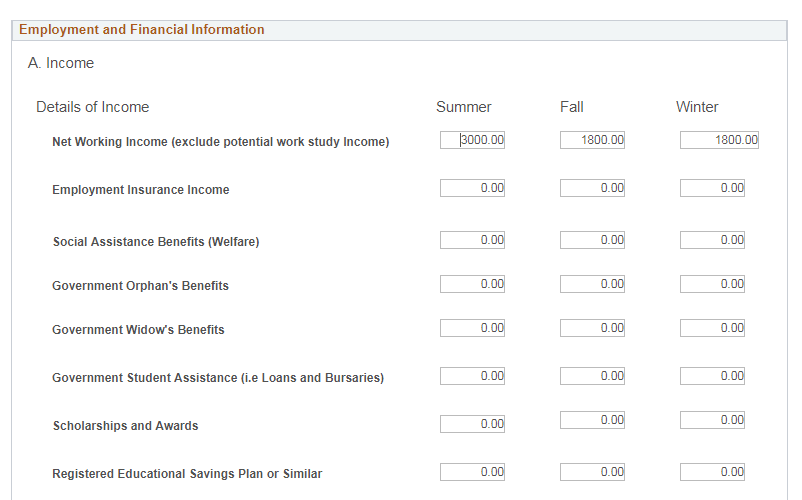 Employment and Financial Information
A. Income
Details of Income Summer Fall Winter
Net Working Income (exclude potential work study Income) 3000.00 1800.00 1800.00
Employment Insurance Income 0.00 0.00 0.00
Social Assistance Benefits (Welfare) 0.00 0.00 0.00
Government Orphan's Benefits 0.00 0.00 0.00
Government Widow's Benefits 0.00 0.00 0.00
Government Student Assistance (i.e Loans and Bursaries) 0.00 0.00 0.00
Scholarships and Awards 0.00 0.00 0.00
Registered Educational Savings Plan or Similar 0.00 0.00 0.00